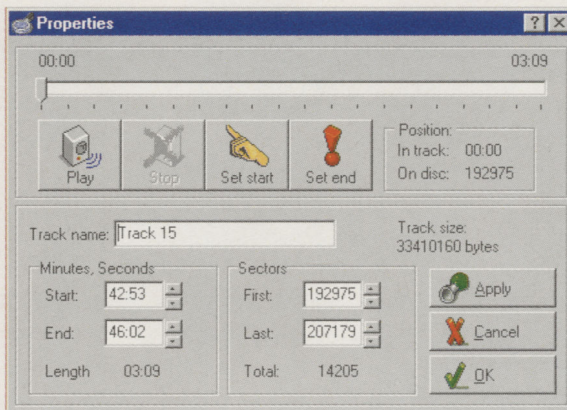 Properties
? X
00:00 03:09
Play Stop Set start Set end
Position:
In track: 00:00
On disc: 192975
Track name: Track 15
Track size:
33410160 bytes
Minutes, Seconds
Start: 42:53
End: 46:02
Length 03:09
Sectors
First: 192975
Last: 207179
Total: 14205
Apply
Cancel
OK